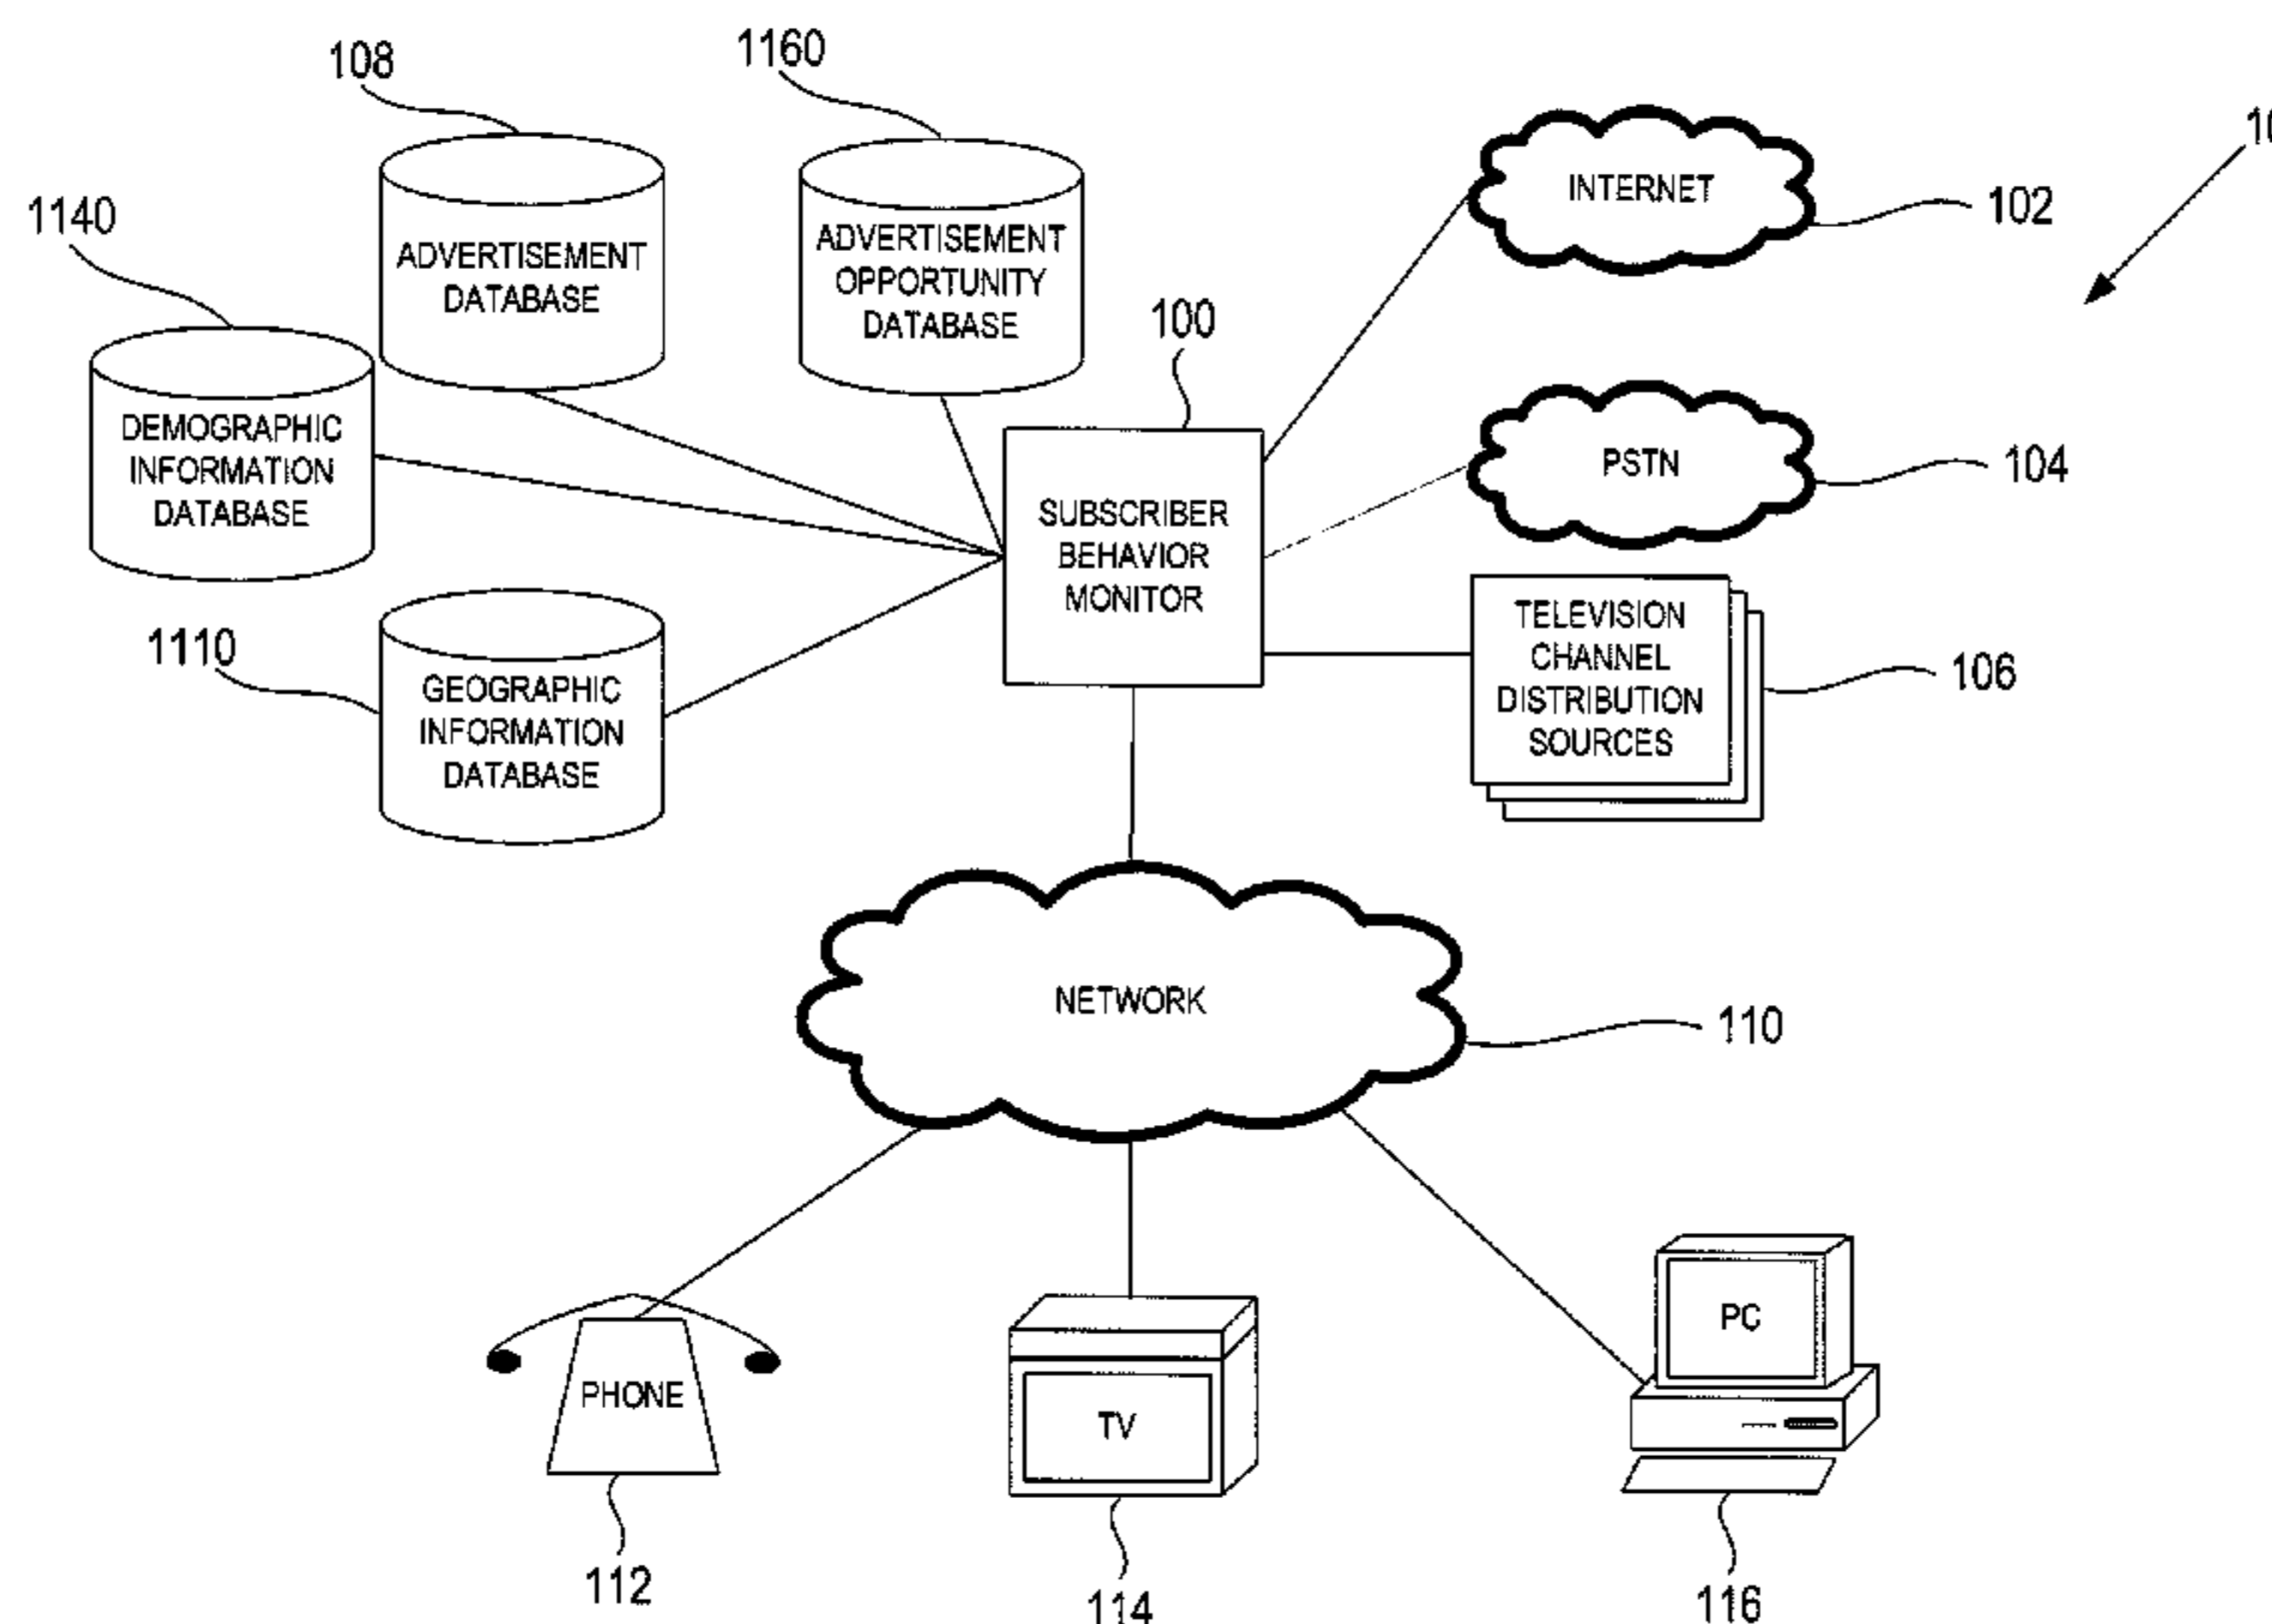 108
1160
10
1140
ADVERTISEMENT
DATABASE
ADVERTISEMENT
OPPORTUNITY
DATABASE
INTERNET
102
100
DEMOGRAPHIC
INFORMATION
DATABASE
SUBSCRIBER
BEHAVIOR
MONITOR
PSTN
104
1110
GEOGRAPHIC
INFORMATION
DATABASE
TELEVISION
CHANNEL
DISTRIBUTION
SOURCES
106
NETWORK
110
PHONE
TV
PC
112
114
116